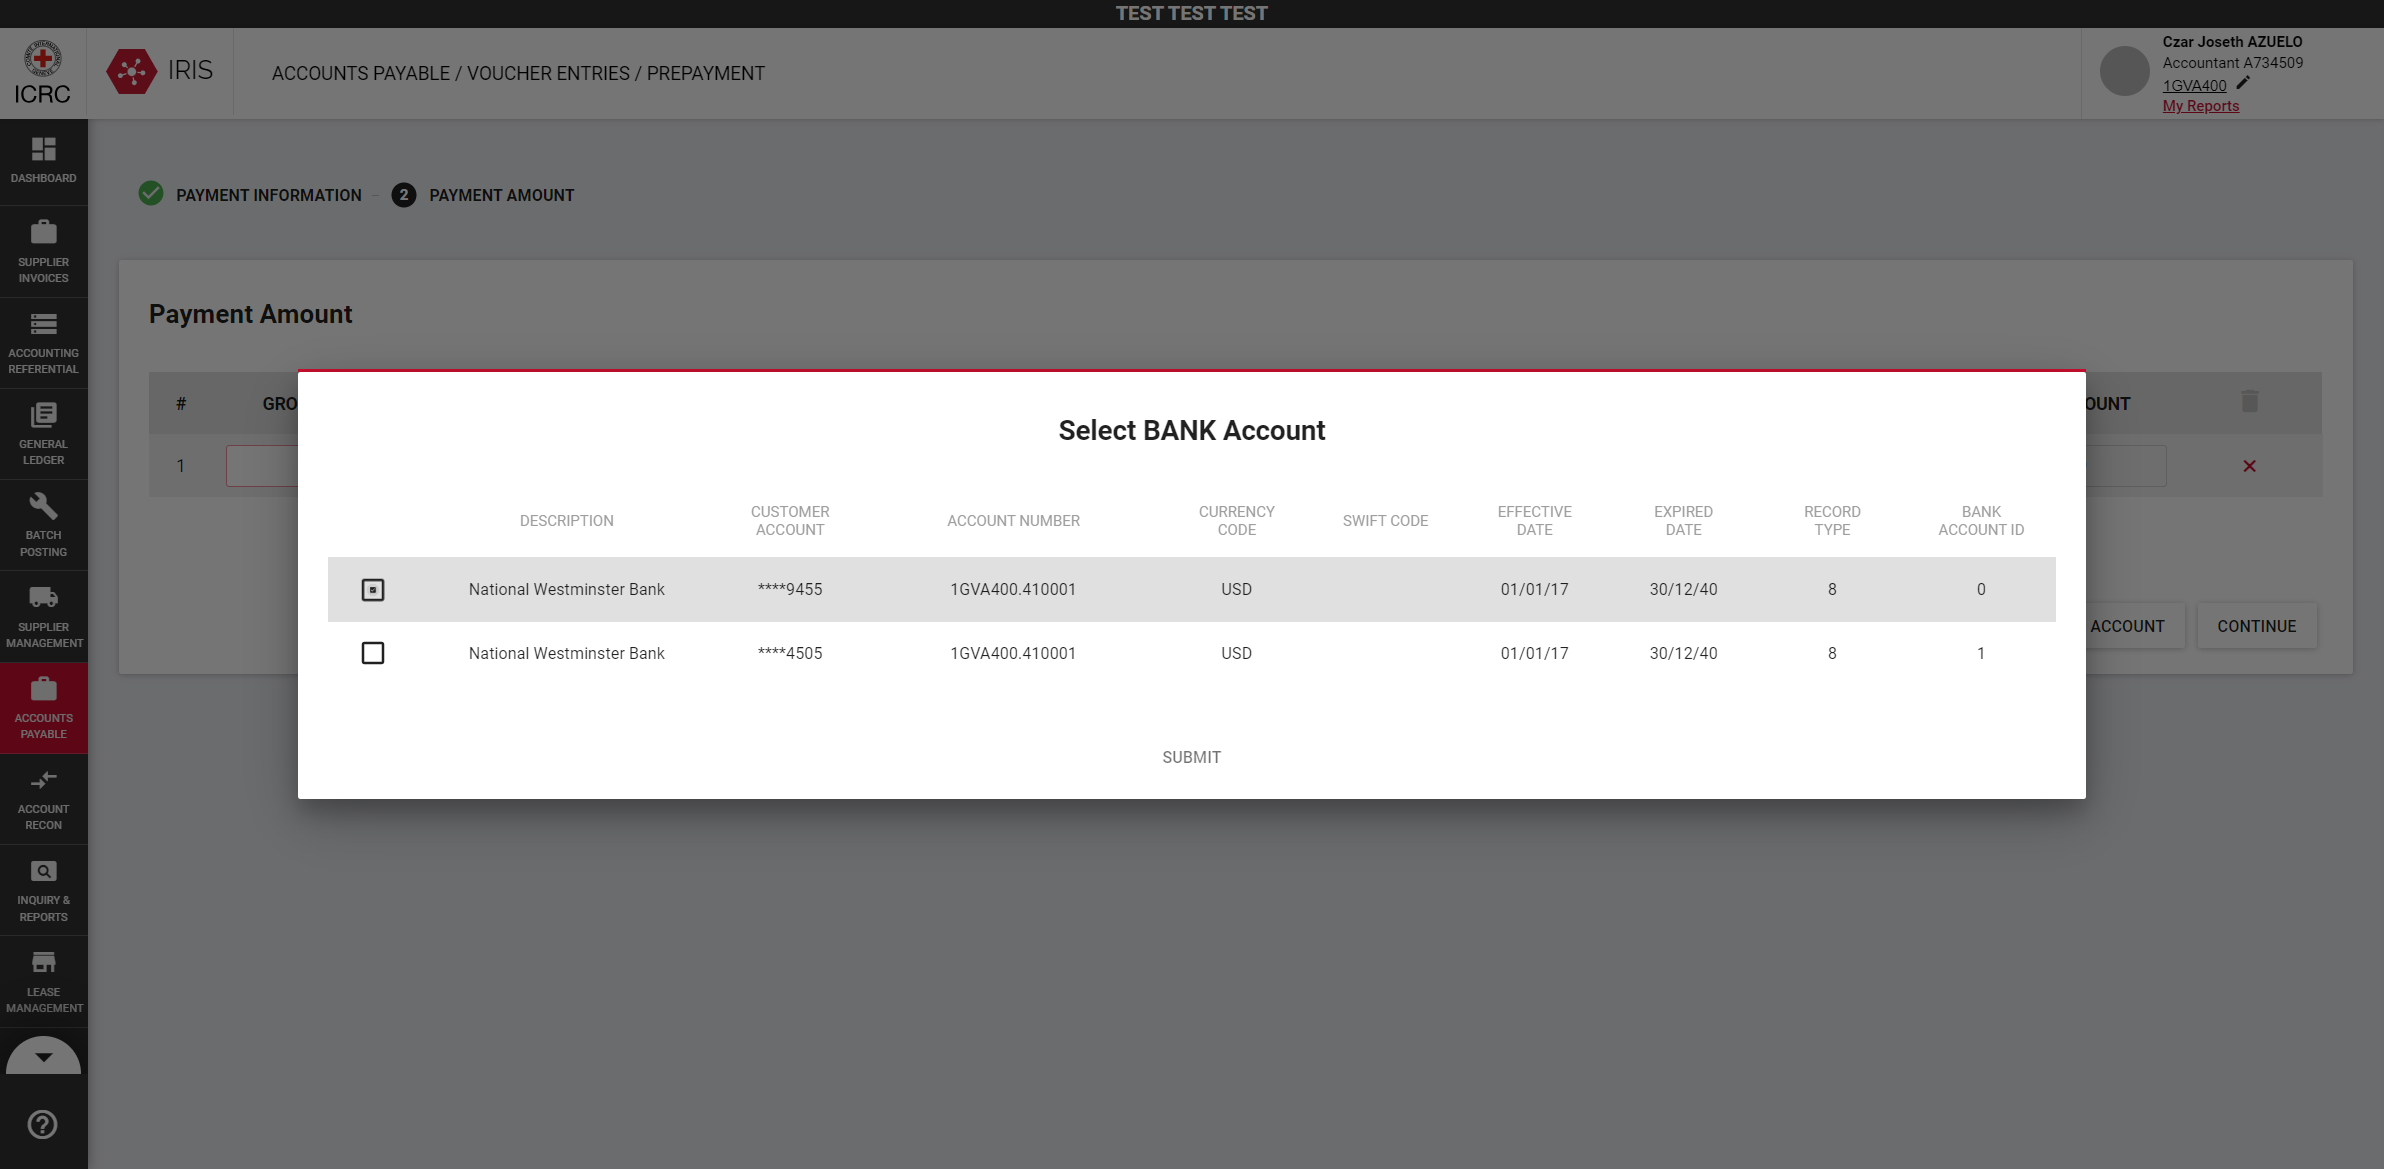 TEST TEST TEST
ICRC
IRIS
ACCOUNTS PAYABLE / VOUCHER ENTRIES / PREPAYMENT
Czar Joseth AZUELO
Accountant A734509
1GVA400
My Reports
DASHBOARD
SUPPLIER
INVOICES
ACCOUNTING
REFERENTIAL
GENERAL
LEDGER
BATCH
POSTING
SUPPLIER
MANAGEMENT
ACCOUNTS
PAYABLE
ACCOUNT
RECON
INQUIRY &
REPORTS
LEASE
MANAGEMENT
PAYMENT INFORMATION - 2 PAYMENT AMOUNT
Payment Amount
# GRO OUNT
1
Select BANK Account
DESCRIPTION CUSTOMER ACCOUNT ACCOUNT NUMBER CURRENCY CODE SWIFT CODE EFFECTIVE DATE EXPIRED DATE RECORD TYPE BANK ACCOUNT ID
National Westminster Bank ****9455 1GVA400.410001 USD 01/01/17 30/12/40 8 0
National Westminster Bank ****4505 1GVA400.410001 USD 01/01/17 30/12/40 8 1
SUBMIT
ACCOUNT CONTINUE